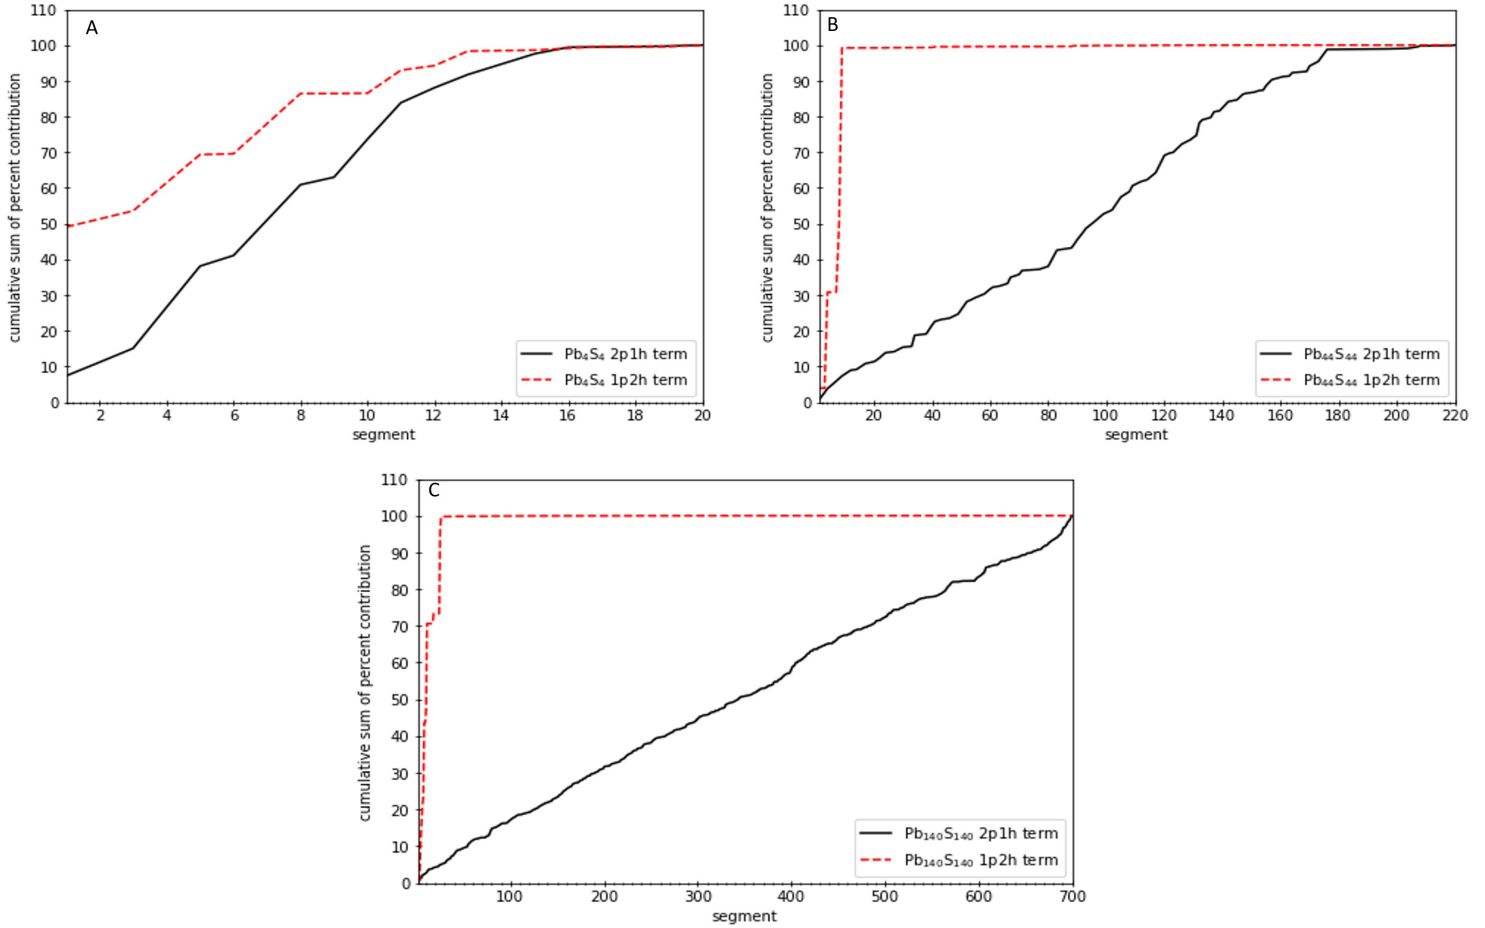 A
cumulative sum of percent contribution
110
100
90
80
70
60
50
40
30
20
10
0
2 4 6 8 10 12 14 16 18 20
segment
Pb₄S₄ 2p1h term
Pb₄S₄ 1p2h term
B
cumulative sum of percent contribution
110
100
90
80
70
60
50
40
30
20
10
0
20 40 60 80 100 120 140 160 180 200 220
segment
Pb₄₄S₄₄ 2p1h term
Pb₄₄S₄₄ 1p2h term
C
cumulative sum of percent contribution
110
100
90
80
70
60
50
40
30
20
10
0
100 200 300 400 500 600 700
segment
Pb₁₄₀S₁₄₀ 2p1h term
Pb₁₄₀S₁₄₀ 1p2h term